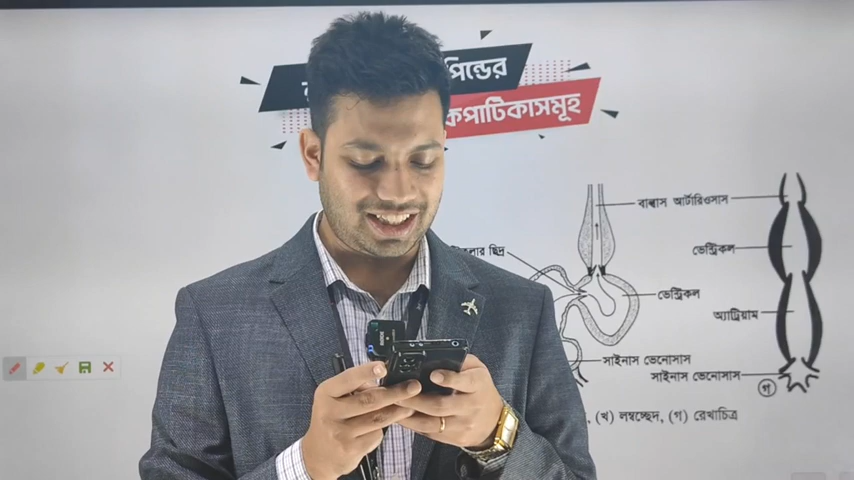 পিন্ডের
কপাটিকাসমূহ
বাল্বাস আর্টারিওসাস
ছিদ্র
ভেন্ট্রিকল
ভেন্ট্রিকল
অ্যাট্রিয়াম
সাইনাস ভেনোসাস
সাইনাস ভেনোসাস
গ
, (খ) লম্বচ্ছেদ, (গ) রেখাচিত্র